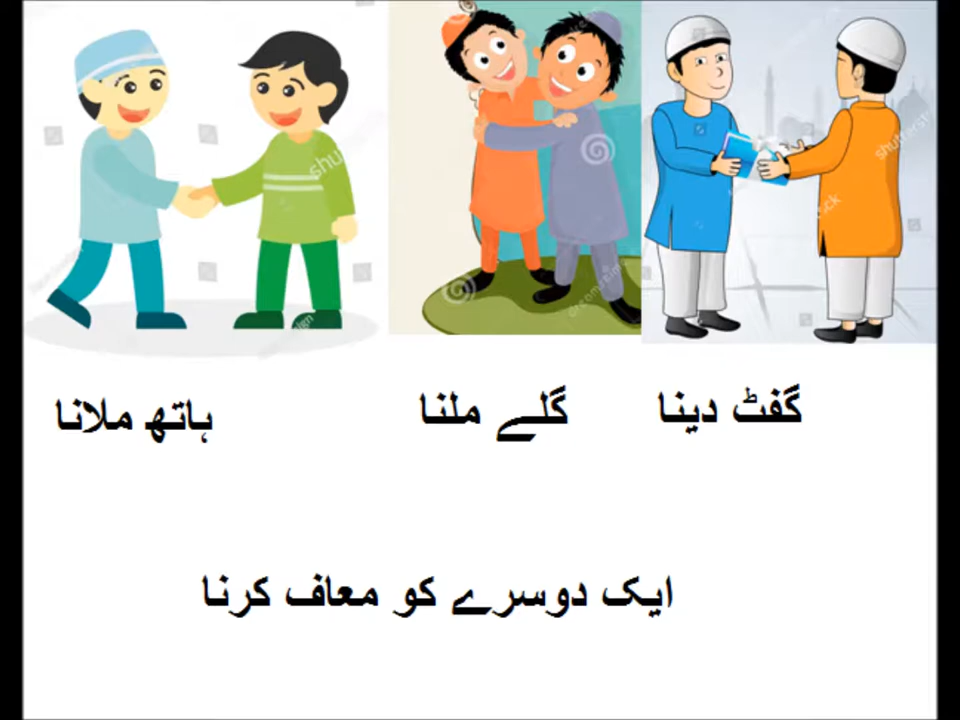 گفٹ دینا
گلے ملنا
ہاتھ ملانا
ایک دوسرے کو معاف کرنا